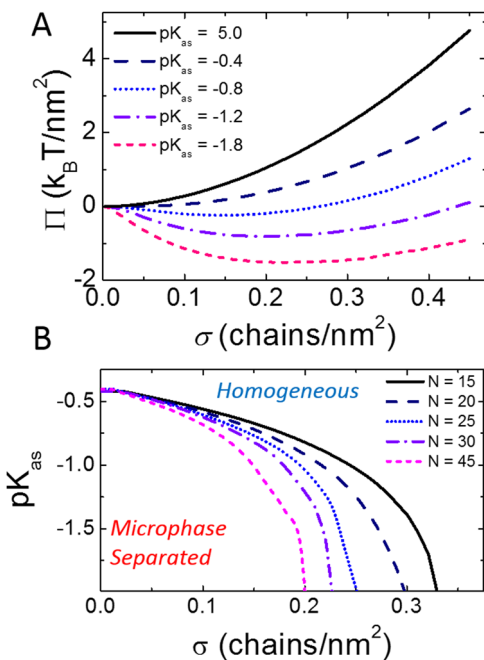 A
pK_as = 5.0
pK_as = -0.4
pK_as = -0.8
pK_as = -1.2
pK_as = -1.8
Π (k_BT/nm²)
4
2
0
-2
0.0 0.1 0.2 0.3 0.4
σ (chains/nm²)
B
Homogeneous
N = 15
N = 20
N = 25
N = 30
N = 45
Microphase
Separated
pK_as
-0.5
-1.0
-1.5
0.0 0.1 0.2 0.3
σ (chains/nm²)